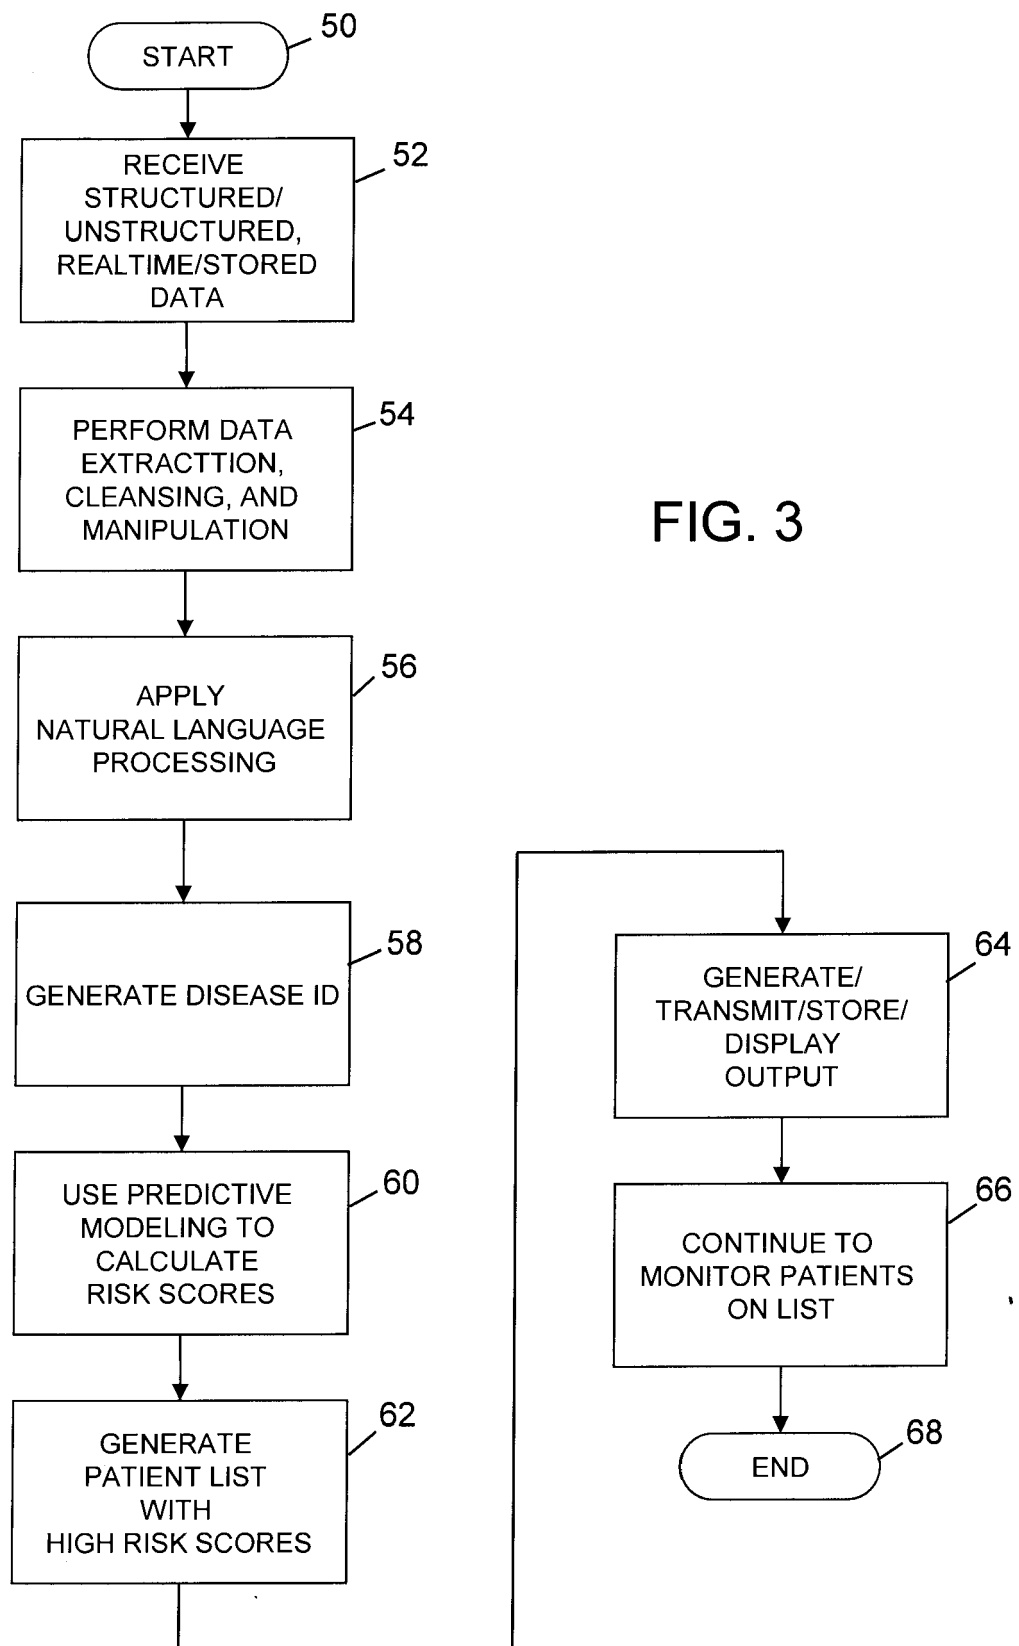 START
50
RECEIVE
STRUCTURED/
UNSTRUCTURED,
REALTIME/STORED
DATA
52
PERFORM DATA
EXTRACTTION,
CLEANSING, AND
MANIPULATION
54
APPLY
NATURAL LANGUAGE
PROCESSING
56
GENERATE DISEASE ID
58
USE PREDICTIVE
MODELING TO
CALCULATE
RISK SCORES
60
GENERATE
PATIENT LIST
WITH
HIGH RISK SCORES
62
FIG. 3
GENERATE/
TRANSMIT/STORE/
DISPLAY
OUTPUT
64
CONTINUE TO
MONITOR PATIENTS
ON LIST
66
END
68